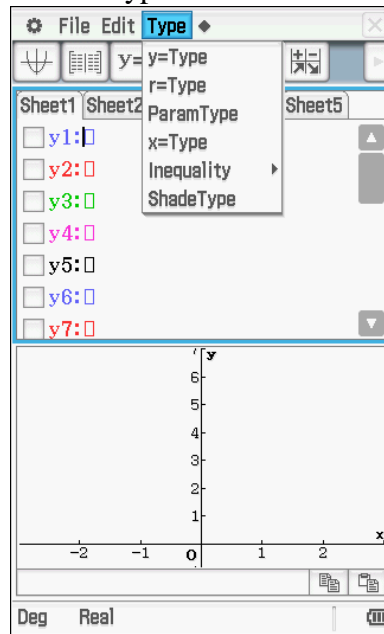 File Edit Type
y=
y=Type
r=Type
Sheet1 Sheet2 ParamType Sheet5
x=Type
Inequality
ShadeType
y1:
y2:
y3:
y4:
y5:
y6:
y7:
y
6
5
4
3
2
1
x
-2 -1 0 1 2
Deg Real